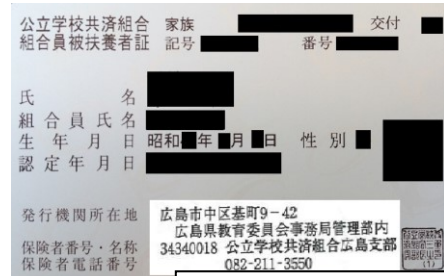 公立学校共済組合 家族 交付
組合員被扶養者証 記号 番号
氏名
組合員氏名
生年月日 昭和 年 月 日 性別
認定年月日
発行機関所在地 広島市中区基町9-42
広島県教育委員会事務局管理部内
保険者番号・名称 34340018 公立学校共済組合広島支部
保険者電話番号 082-211-3550